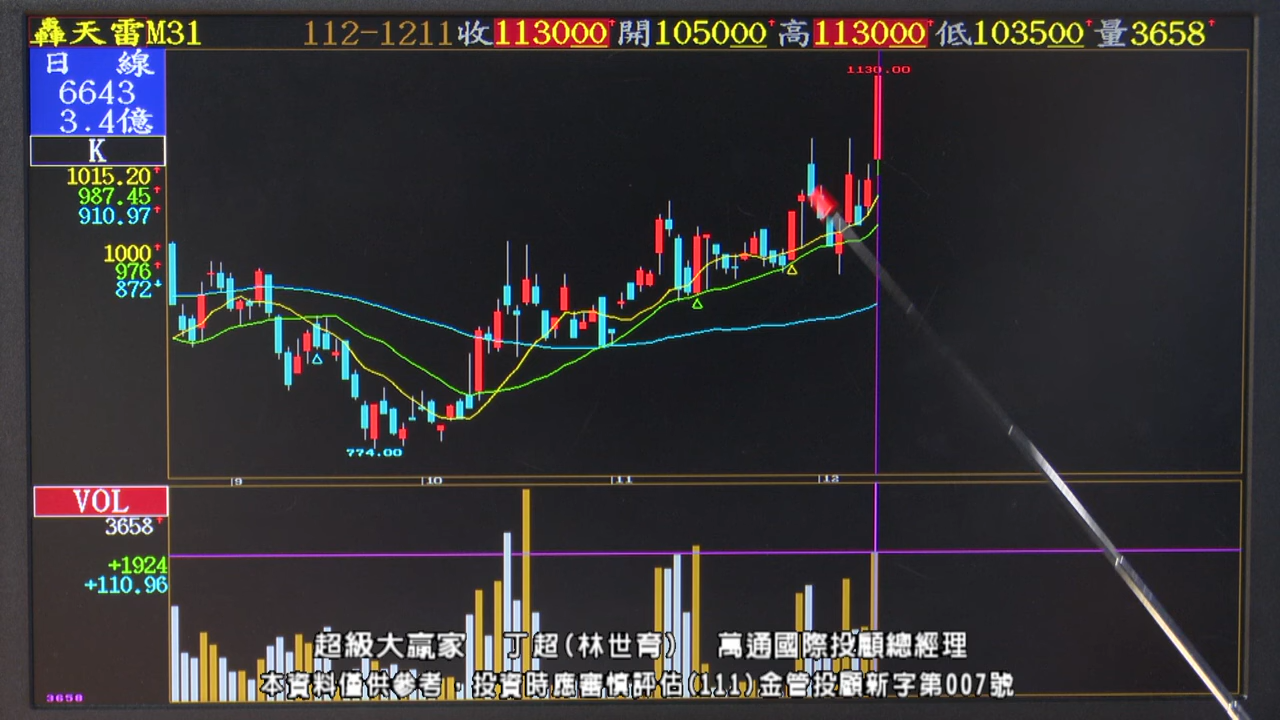 轟天雷M31 112-1211收113000↑開105000↑高113000↑低103500↑量3658↑
日 線
6643
3.4億
K
1015.20↑
987.45↑
910.97↑
1000↑
976↑
872↓
1130.00
774.00
9 10 11 12
VOL
3658↑
+1924
+110.96
超級大贏家 丁超(林世育) 萬通國際投顧總經理
本資料僅供參考，投資時應審慎評估(111)金管投顧新字第007號
3658